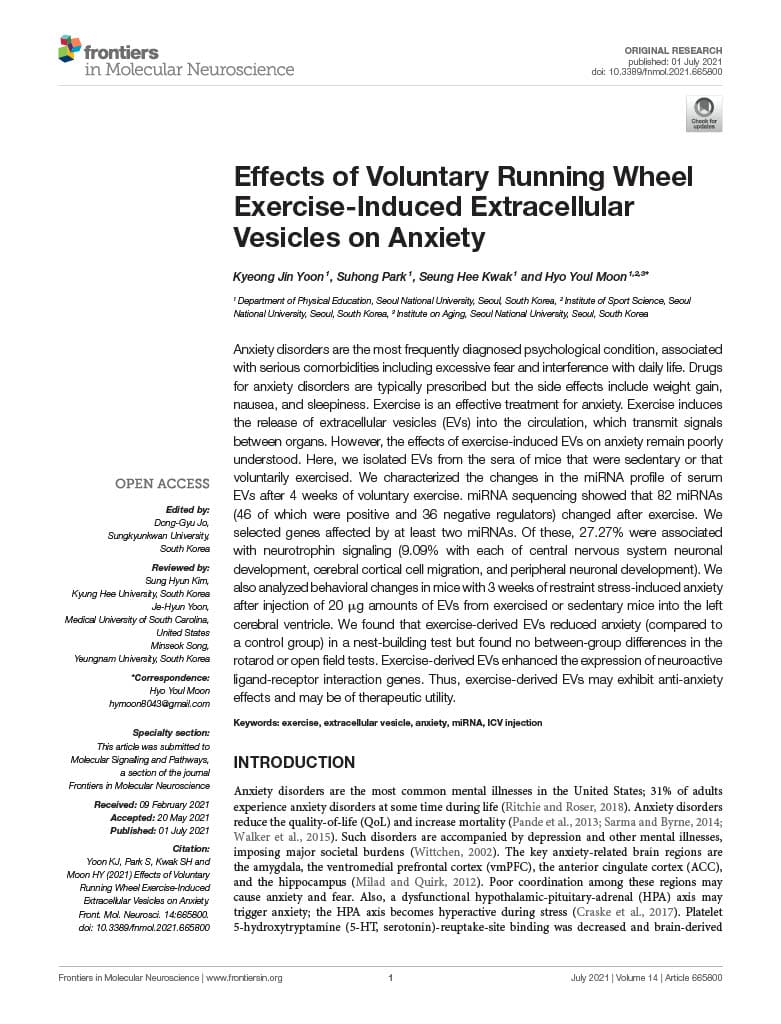 frontiers
in Molecular Neuroscience
ORIGINAL RESEARCH
published: 01 July 2021
doi: 10.3389/fnmol.2021.665800
Check for
updates
Effects of Voluntary Running Wheel
Exercise-Induced Extracellular
Vesicles on Anxiety
Kyeong Jin Yoon¹, Suhong Park¹, Seung Hee Kwak¹ and Hyo Youl Moon¹,²,³*
¹ Department of Physical Education, Seoul National University, Seoul, South Korea, ² Institute of Sport Science, Seoul
National University, Seoul, South Korea, ³ Institute on Aging, Seoul National University, Seoul, South Korea
Anxiety disorders are the most frequently diagnosed psychological condition, associated
with serious comorbidities including excessive fear and interference with daily life. Drugs
for anxiety disorders are typically prescribed but the side effects include weight gain,
nausea, and sleepiness. Exercise is an effective treatment for anxiety. Exercise induces
the release of extracellular vesicles (EVs) into the circulation, which transmit signals
between organs. However, the effects of exercise-induced EVs on anxiety remain poorly
understood. Here, we isolated EVs from the sera of mice that were sedentary or that
voluntarily exercised. We characterized the changes in the miRNA profile of serum
EVs after 4 weeks of voluntary exercise. miRNA sequencing showed that 82 miRNAs
(46 of which were positive and 36 negative regulators) changed after exercise. We
selected genes affected by at least two miRNAs. Of these, 27.27% were associated
with neurotrophin signaling (9.09% with each of central nervous system neuronal
development, cerebral cortical cell migration, and peripheral neuronal development). We
also analyzed behavioral changes in mice with 3 weeks of restraint stress-induced anxiety
after injection of 20 μg amounts of EVs from exercised or sedentary mice into the left
cerebral ventricle. We found that exercise-derived EVs reduced anxiety (compared to
a control group) in a nest-building test but found no between-group differences in the
rotarod or open field tests. Exercise-derived EVs enhanced the expression of neuroactive
ligand-receptor interaction genes. Thus, exercise-derived EVs may exhibit anti-anxiety
effects and may be of therapeutic utility.
Keywords: exercise, extracellular vesicle, anxiety, miRNA, ICV injection
OPEN ACCESS
Edited by:
Dong-Gyu Jo,
Sungkyunkwan University,
South Korea
Reviewed by:
Sung Hyun Kim,
Kyung Hee University, South Korea
Je-Hyun Yoon,
Medical University of South Carolina,
United States
Minseok Song,
Yeungnam University, South Korea
*Correspondence:
Hyo Youl Moon
hymoon8043@gmail.com
Specialty section:
This article was submitted to
Molecular Signalling and Pathways,
a section of the journal
Frontiers in Molecular Neuroscience
Received: 09 February 2021
Accepted: 20 May 2021
Published: 01 July 2021
Citation:
Yoon KJ, Park S, Kwak SH and
Moon HY (2021) Effects of Voluntary
Running Wheel Exercise-Induced
Extracellular Vesicles on Anxiety.
Front. Mol. Neurosci. 14:665800.
doi: 10.3389/fnmol.2021.665800
INTRODUCTION
Anxiety disorders are the most common mental illnesses in the United States; 31% of adults
experience anxiety disorders at some time during life (Ritchie and Roser, 2018). Anxiety disorders
reduce the quality-of-life (QoL) and increase mortality (Pande et al., 2013; Sarma and Byrne, 2014;
Walker et al., 2015). Such disorders are accompanied by depression and other mental illnesses,
imposing major societal burdens (Wittchen, 2002). The key anxiety-related brain regions are
the amygdala, the ventromedial prefrontal cortex (vmPFC), the anterior cingulate cortex (ACC),
and the hippocampus (Milad and Quirk, 2012). Poor coordination among these regions may
cause anxiety and fear. Also, a dysfunctional hypothalamic-pituitary-adrenal (HPA) axis may
trigger anxiety; the HPA axis becomes hyperactive during stress (Craske et al., 2017). Platelet
5-hydroxytryptamine (5-HT, serotonin)-reuptake-site binding was decreased and brain-derived
Frontiers in Molecular Neuroscience | www.frontiersin.org
1
July 2021 | Volume 14 | Article 665800